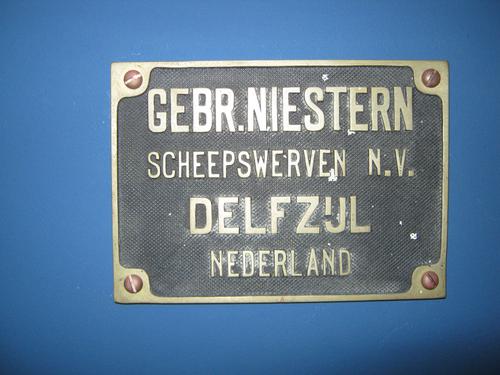 GEBR.NIESTERN
SCHEEPSWERVEN N.V.
DELFZIJL
NEDERLAND